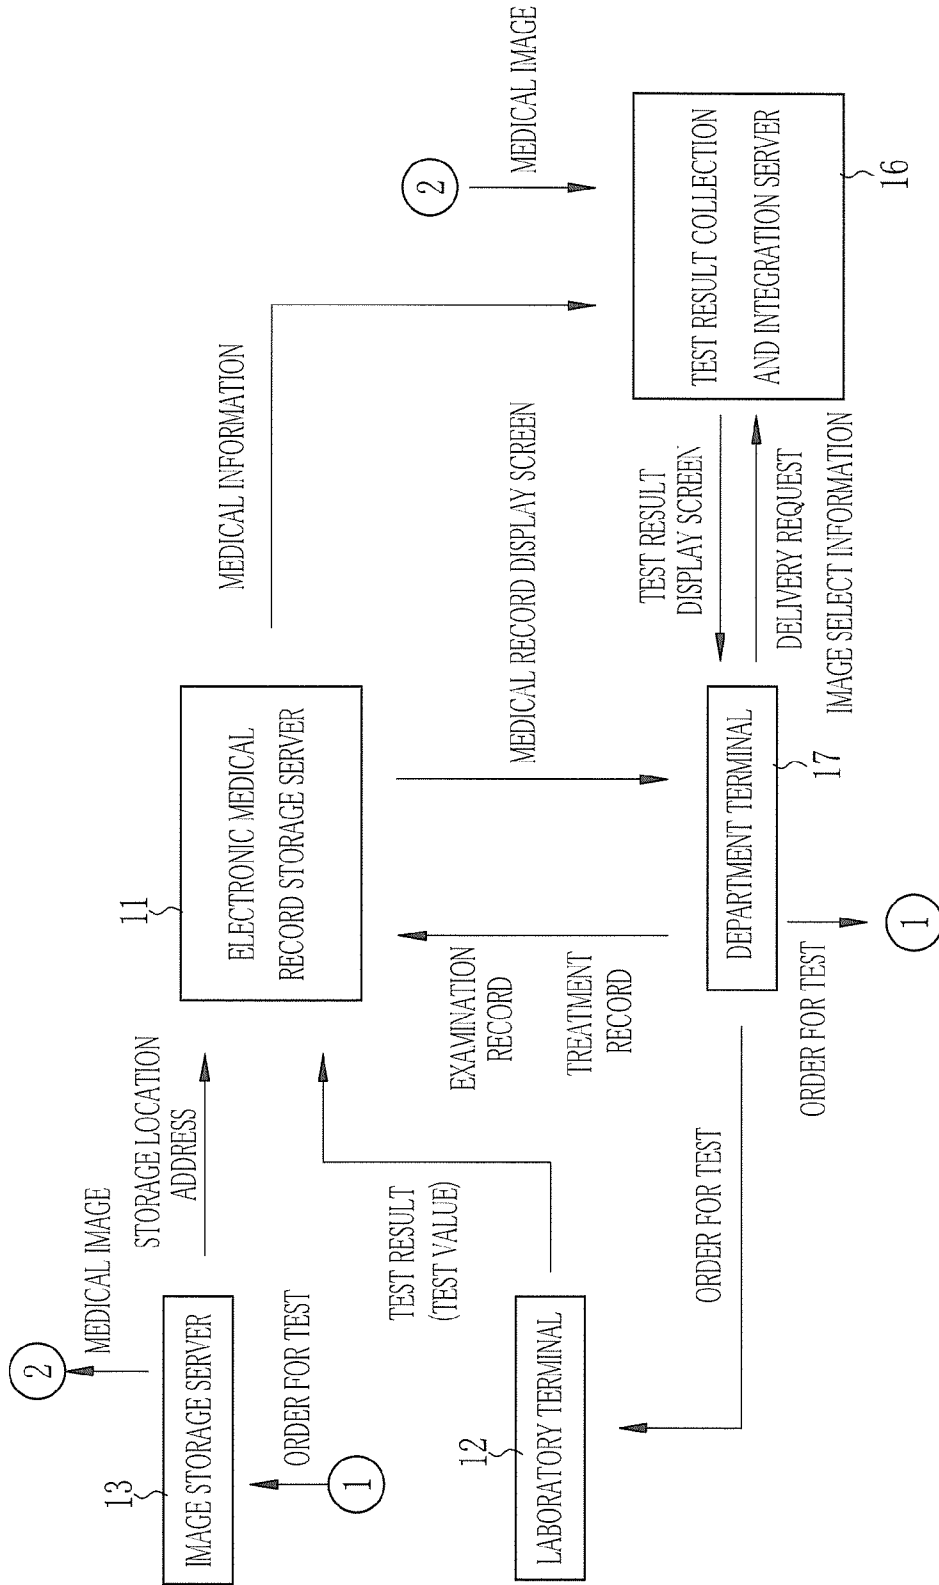 13
IMAGE STORAGE SERVER
2
MEDICAL IMAGE
ORDER FOR TEST
1
STORAGE LOCATION
ADDRESS
11
ELECTRONIC MEDICAL
RECORD STORAGE SERVER
MEDICAL INFORMATION
2
MEDICAL IMAGE
12
LABORATORY TERMINAL
TEST RESULT
(TEST VALUE)
EXAMINATION
RECORD
TREATMENT
RECORD
MEDICAL RECORD DISPLAY SCREEN
ORDER FOR TEST
DEPARTMENT TERMINAL
17
ORDER FOR TEST
1
TEST RESULT
DISPLAY SCREEN
DELIVERY REQUEST
IMAGE SELECT INFORMATION
TEST RESULT COLLECTION
AND INTEGRATION SERVER
16